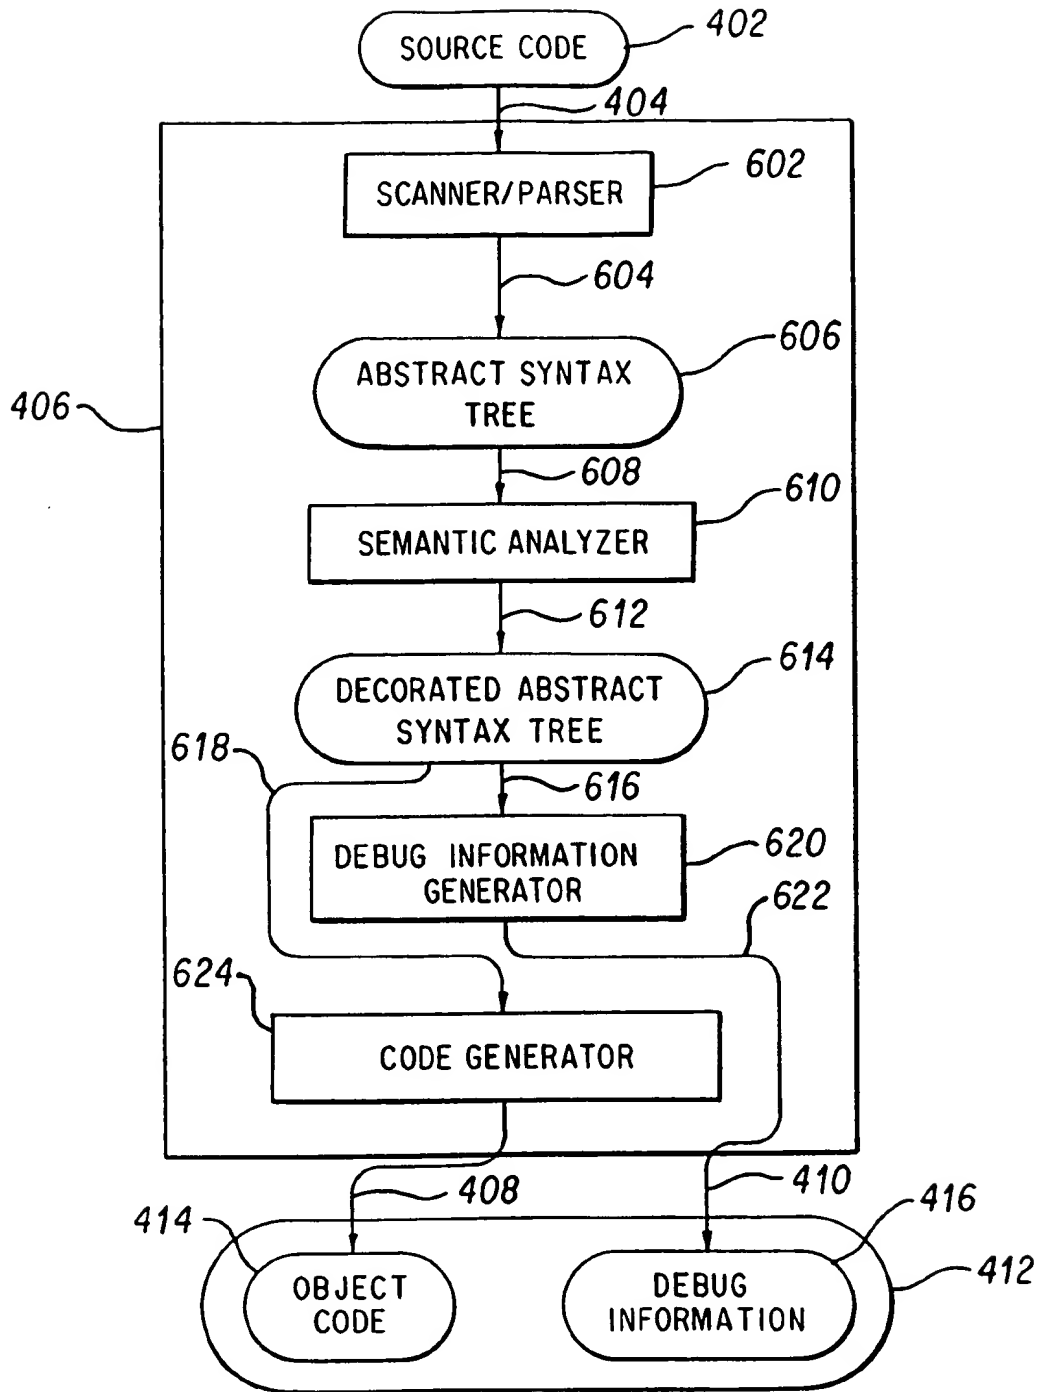 SOURCE CODE
402
404
SCANNER/PARSER
602
604
606
ABSTRACT SYNTAX
TREE
406
608
610
SEMANTIC ANALYZER
612
614
DECORATED ABSTRACT
SYNTAX TREE
618
616
620
DEBUG INFORMATION
GENERATOR
622
624
CODE GENERATOR
408
410
414
416
412
OBJECT
CODE
DEBUG
INFORMATION